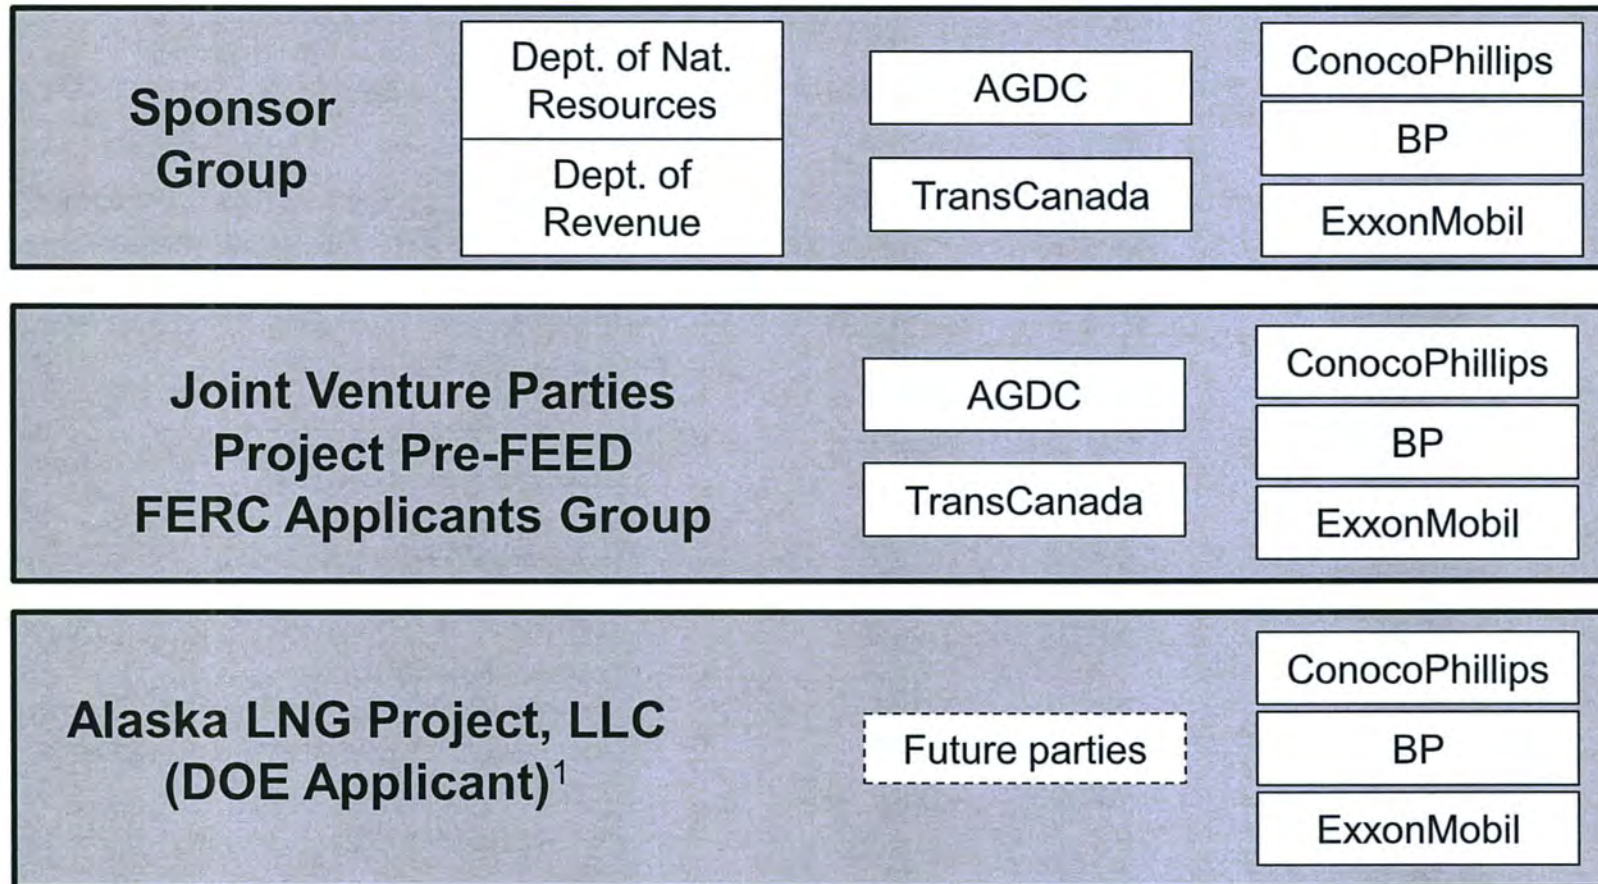 Sponsor
Group
Dept. of Nat.
Resources
Dept. of
Revenue
AGDC
TransCanada
ConocoPhillips
BP
ExxonMobil
Joint Venture Parties
Project Pre-FEED
FERC Applicants Group
AGDC
TransCanada
ConocoPhillips
BP
ExxonMobil
Alaska LNG Project, LLC
(DOE Applicant)¹
Future parties
ConocoPhillips
BP
ExxonMobil